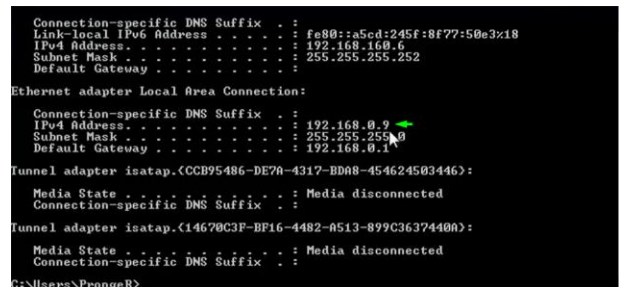 Connection-specific DNS Suffix . :
Link-local IPv6 Address . . . . . : fe80::a5cd:245f:8f77:50e3%18
IPv4 Address. . . . . . . . . . . : 192.168.160.6
Subnet Mask . . . . . . . . . . . : 255.255.255.252
Default Gateway . . . . . . . . . :
Ethernet adapter Local Area Connection:
Connection-specific DNS Suffix . :
IPv4 Address. . . . . . . . . . . : 192.168.0.9
Subnet Mask . . . . . . . . . . . : 255.255.255.0
Default Gateway . . . . . . . . . : 192.168.0.1
Tunnel adapter isatap.{CCB95486-DE7A-4317-BDA8-454624503446}:
Media State . . . . . . . . . . . : Media disconnected
Connection-specific DNS Suffix . :
Tunnel adapter isatap.{14670C3F-BF16-4482-A513-899C3637440A}:
Media State . . . . . . . . . . . : Media disconnected
Connection-specific DNS Suffix . :
C:\Users\ProngeR>